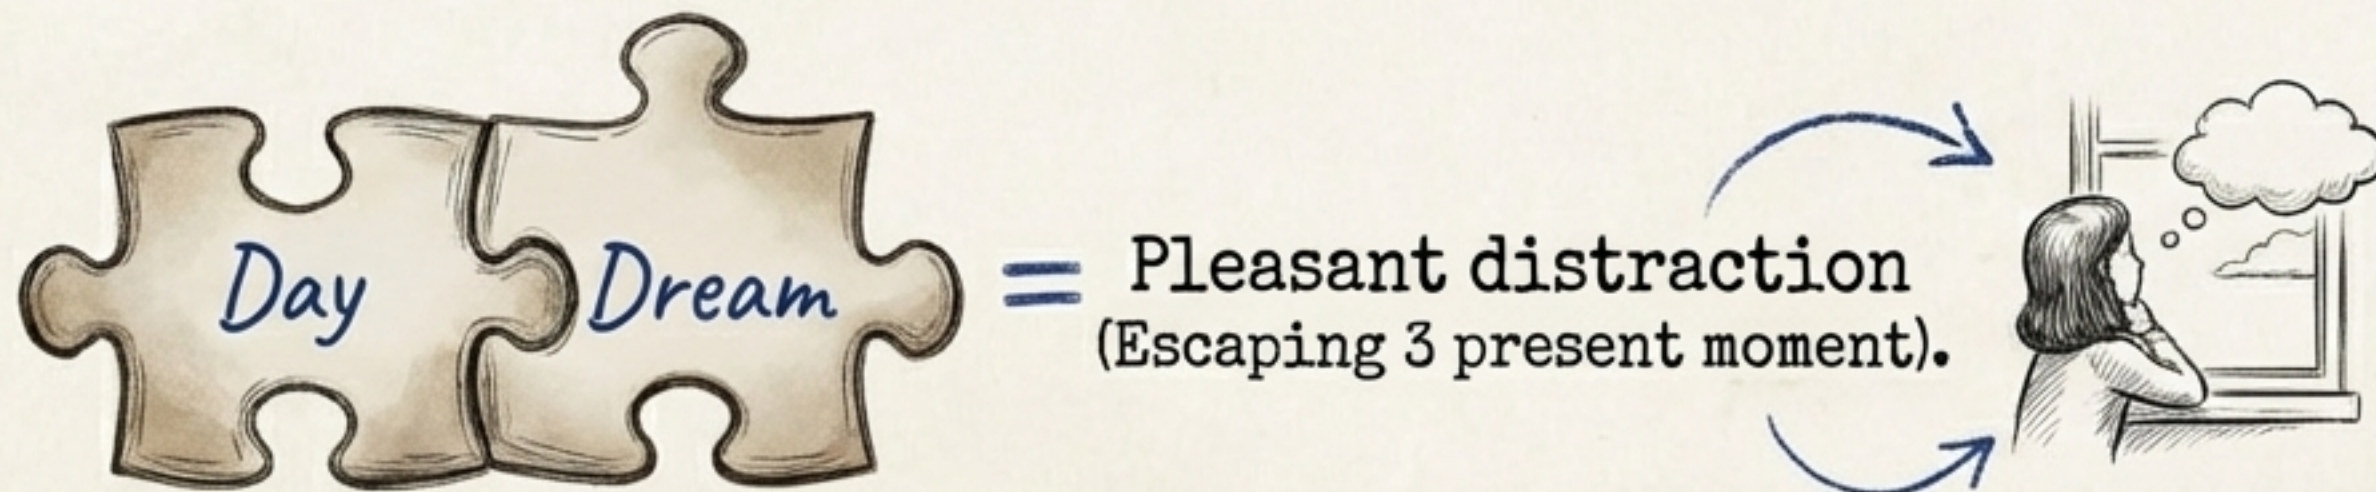 Day Dream = Pleasant distraction
(Escaping 3 present moment).